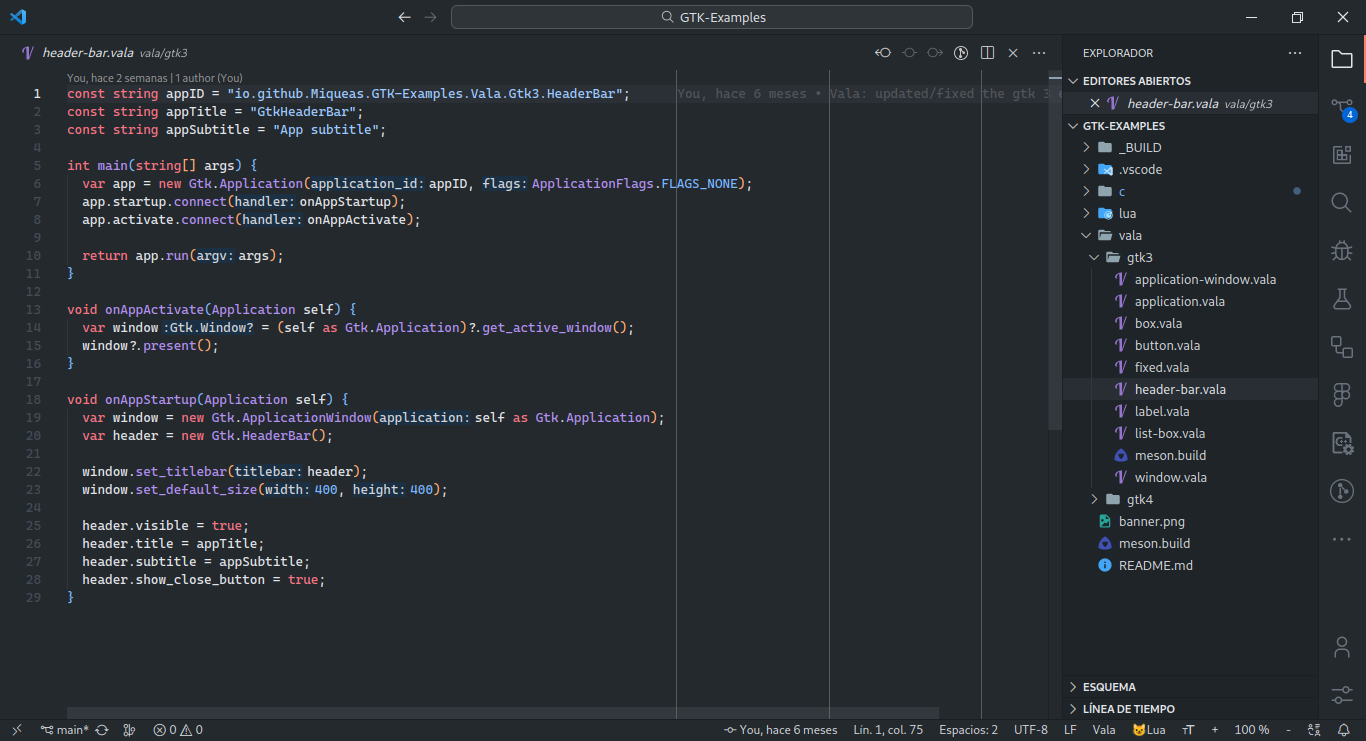 GTK-Examples
header-bar.vala vala/gtk3
You, hace 2 semanas | 1 author (You)
1 const string appID = "io.github.Miqueas.GTK-Examples.Vala.Gtk3.HeaderBar"; You, hace 6 meses • Vala: updated/fixed the gtk 3 e
2 const string appTitle = "GtkHeaderBar";
3 const string appSubtitle = "App subtitle";
4
5 int main(string[] args) {
6 var app = new Gtk.Application(application_id: appID, flags: ApplicationFlags.FLAGS_NONE);
7 app.startup.connect(handler: onAppStartup);
8 app.activate.connect(handler: onAppActivate);
9
10 return app.run(argv: args);
11 }
12
13 void onAppActivate(Application self) {
14 var window :Gtk.Window? = (self as Gtk.Application)?.get_active_window();
15 window?.present();
16 }
17
18 void onAppStartup(Application self) {
19 var window = new Gtk.ApplicationWindow(application: self as Gtk.Application);
20 var header = new Gtk.HeaderBar();
21
22 window.set_titlebar(titlebar: header);
23 window.set_default_size(width: 400, height: 400);
24
25 header.visible = true;
26 header.title = appTitle;
27 header.subtitle = appSubtitle;
28 header.show_close_button = true;
29 }
EXPLORADOR
EDITORES ABIERTOS
header-bar.vala vala/gtk3
GTK-EXAMPLES
_BUILD
.vscode
c
lua
vala
gtk3
application-window.vala
application.vala
box.vala
button.vala
fixed.vala
header-bar.vala
label.vala
list-box.vala
meson.build
window.vala
gtk4
banner.png
meson.build
README.md
ESQUEMA
LÍNEA DE TIEMPO
4
main* 0 0 You, hace 6 meses Lín. 1, col. 75 Espacios: 2 UTF-8 LF Vala Lua + 100 % -